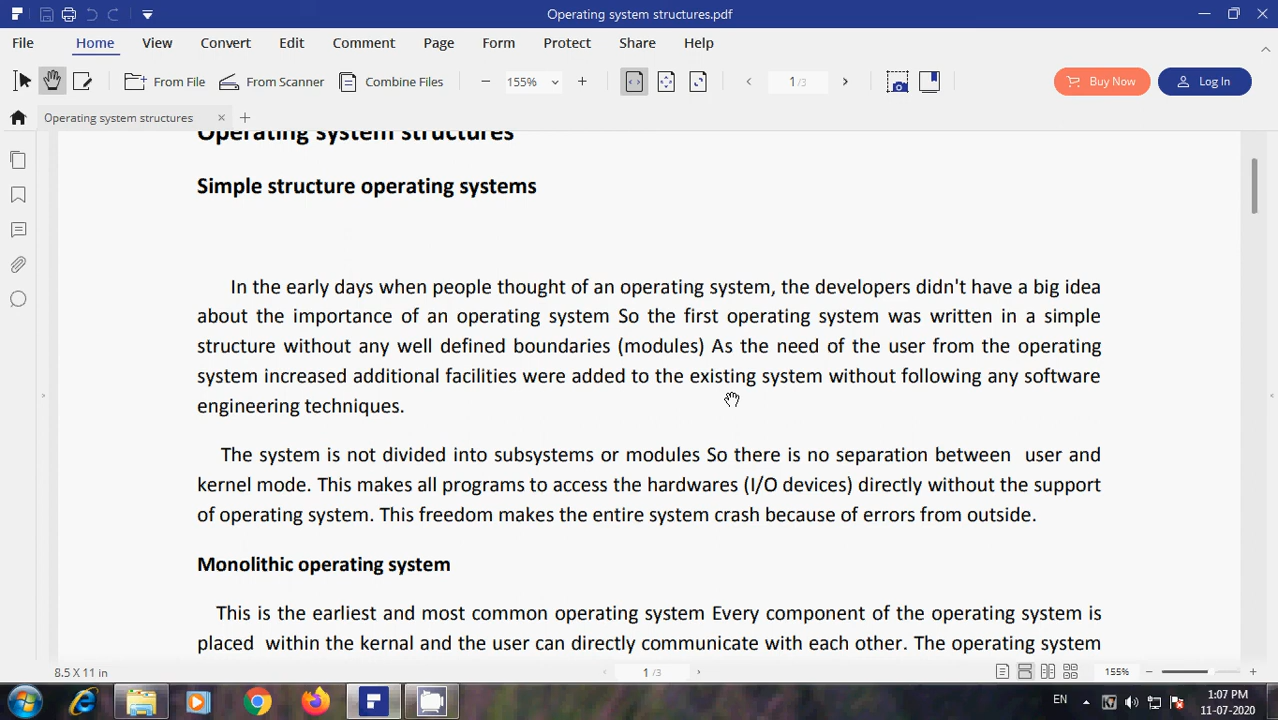 Operating system structures.pdf
File Home View Convert Edit Comment Page Form Protect Share Help
From File From Scanner Combine Files 155% 1/3 Buy Now Log In
Operating system structures
Operating system structures
Simple structure operating systems
In the early days when people thought of an operating system, the developers didn't have a big idea
about the importance of an operating system So the first operating system was written in a simple
structure without any well defined boundaries (modules) As the need of the user from the operating
system increased additional facilities were added to the existing system without following any software
engineering techniques.
The system is not divided into subsystems or modules So there is no separation between user and
kernel mode. This makes all programs to access the hardwares (I/O devices) directly without the support
of operating system. This freedom makes the entire system crash because of errors from outside.
Monolithic operating system
This is the earliest and most common operating system Every component of the operating system is
placed within the kernal and the user can directly communicate with each other. The operating system
8.5 X 11 in 1/3 155%
EN 1:07 PM
11-07-2020